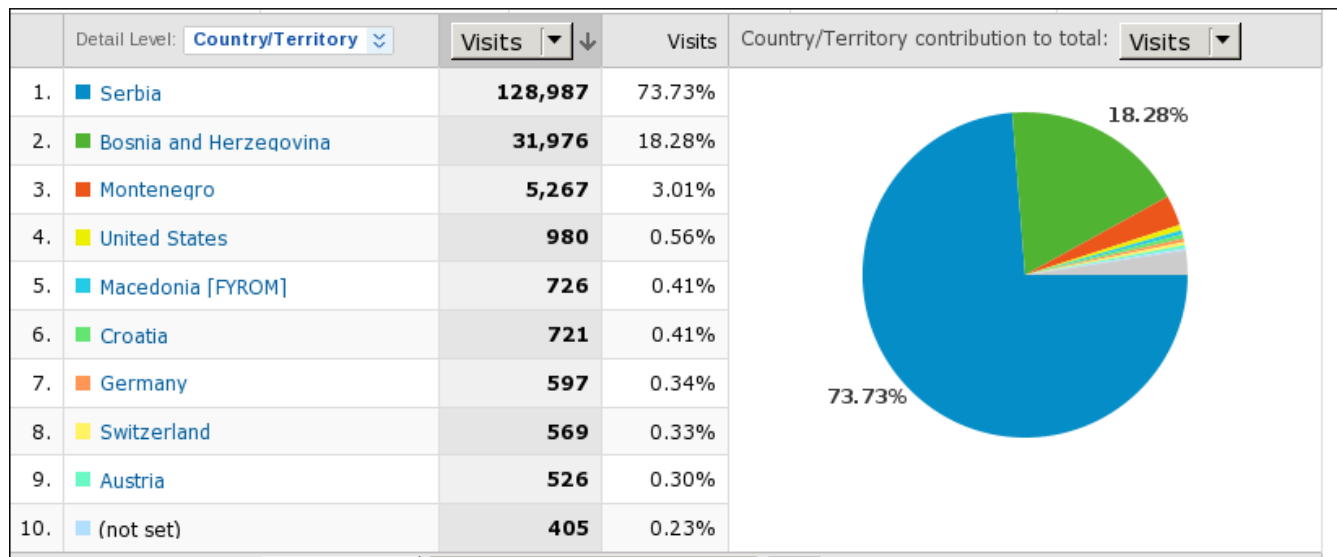 Detail Level: Country/Territory Visits Visits Country/Territory contribution to total: Visits
1. Serbia 128,987 73.73%
2. Bosnia and Herzegovina 31,976 18.28%
3. Montenegro 5,267 3.01%
4. United States 980 0.56%
5. Macedonia [FYROM] 726 0.41%
6. Croatia 721 0.41%
7. Germany 597 0.34%
8. Switzerland 569 0.33%
9. Austria 526 0.30%
10. (not set) 405 0.23%
18.28%
73.73%